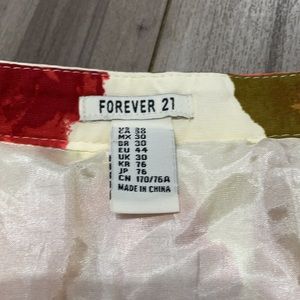 FOREVER 21
MX 30
BR 30
EU 44
UK 30
KR 76
JP 76
CN 170/76A
MADE IN CHINA